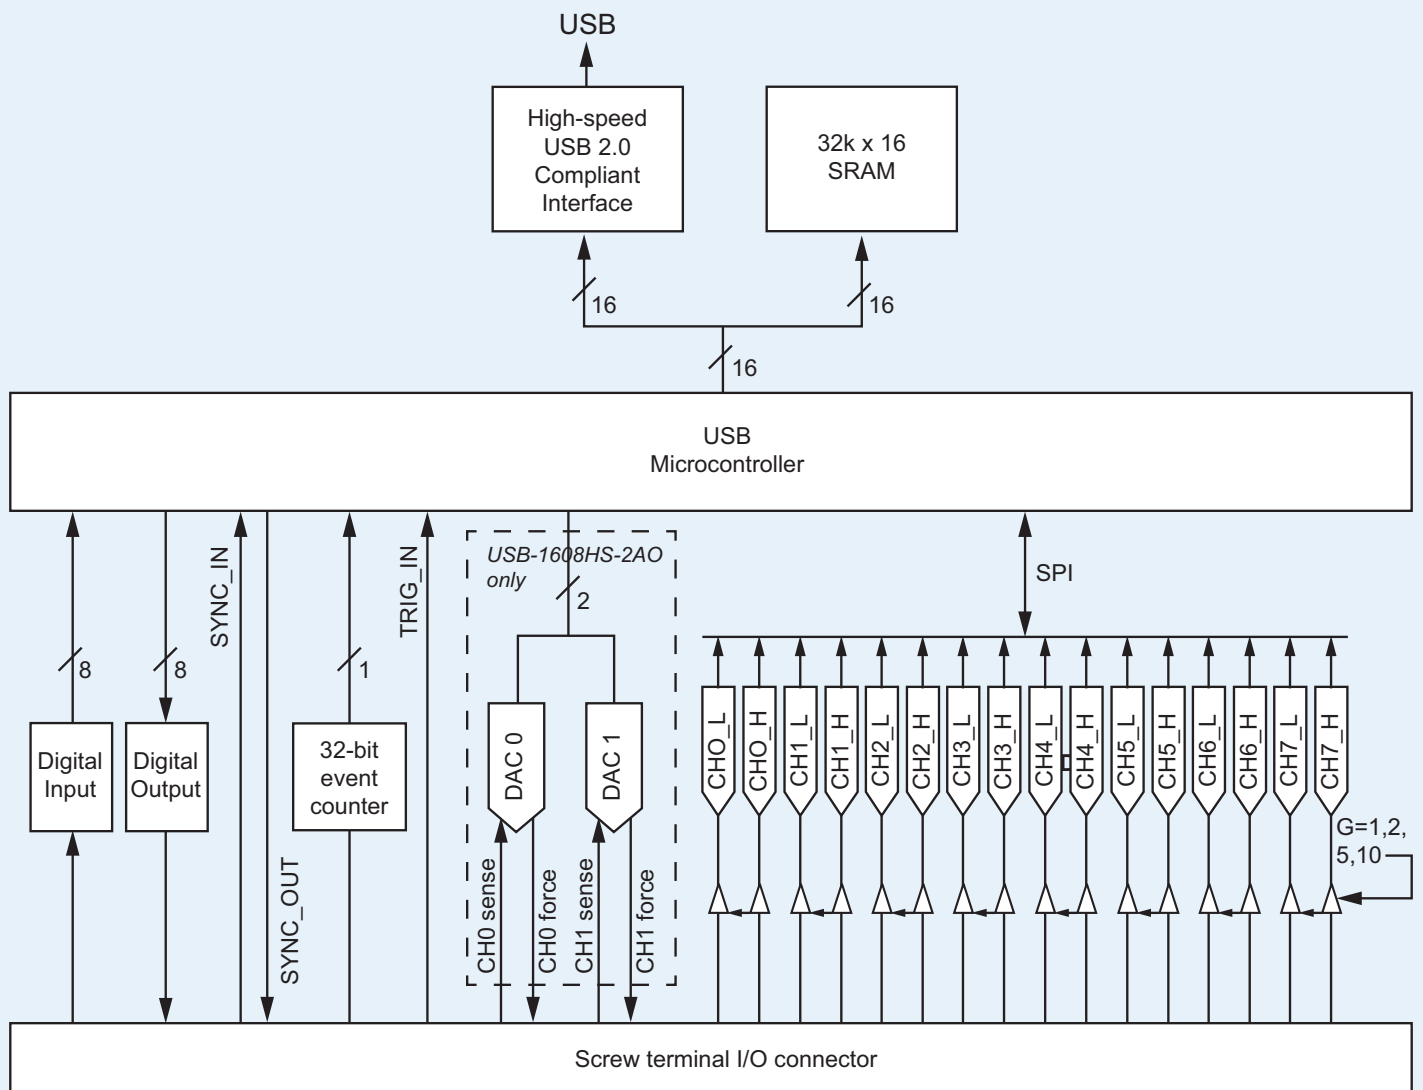 USB
High-speed
USB 2.0
Compliant
Interface
32k x 16
SRAM
16
16
16
USB
Microcontroller
SYNC_IN
TRIG_IN
USB-1608HS-2AO
only
2
SPI
8
8
1
Digital
Input
Digital
Output
32-bit
event
counter
DAC 0
DAC 1
CHO_L
CHO_H
CH1_L
CH1_H
CH2_L
CH2_H
CH3_L
CH3_H
CH4_L
CH4_H
CH5_L
CH5_H
CH6_L
CH6_H
CH7_L
CH7_H
G=1,2,
5,10
SYNC_OUT
CH0 sense
CH0 force
CH1 sense
CH1 force
Screw terminal I/O connector